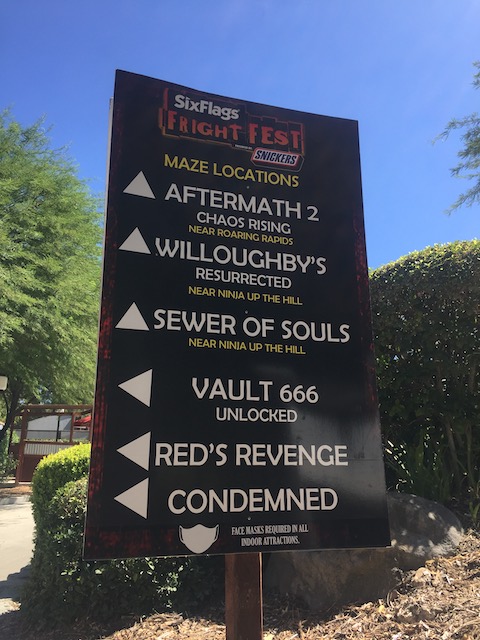 SixFlags
FRIGHT FEST
SNICKERS
MAZE LOCATIONS
AFTERMATH 2
CHAOS RISING
NEAR ROARING RAPIDS
WILLOUGHBY'S
RESURRECTED
NEAR NINJA UP THE HILL
SEWER OF SOULS
NEAR NINJA UP THE HILL
VAULT 666
UNLOCKED
RED'S REVENGE
CONDEMNED
FACE MASKS REQUIRED IN ALL
INDOOR ATTRACTIONS.